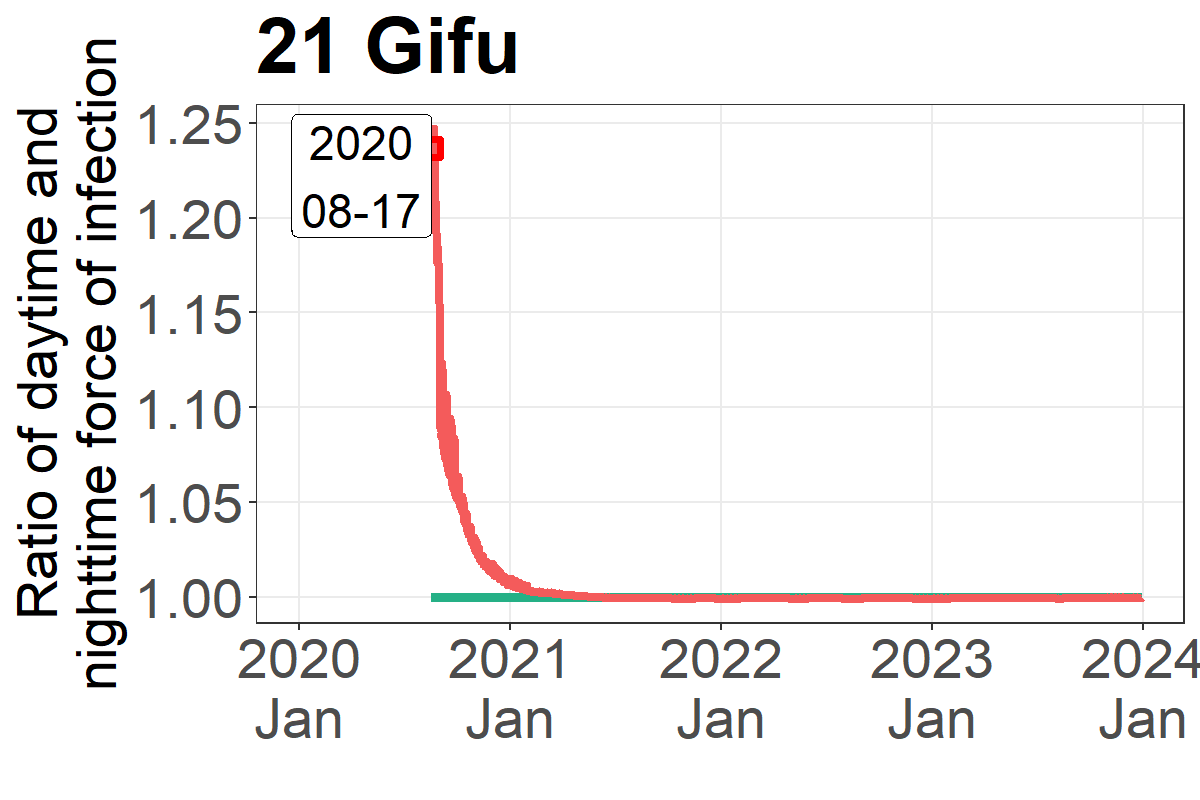 21 Gifu
Ratio of daytime and
nighttime force of infection
1.25
1.20
1.15
1.10
1.05
1.00
2020
08-17
2020 2021 2022 2023 2024
Jan Jan Jan Jan Jan